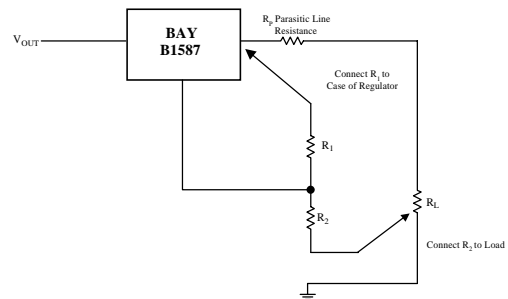 R_P Parasitic Line
Resistance
V_OUT
BAY
B1587
Connect R_1 to
Case of Regulator
R_1
R_2
R_L
Connect R_2 to Load